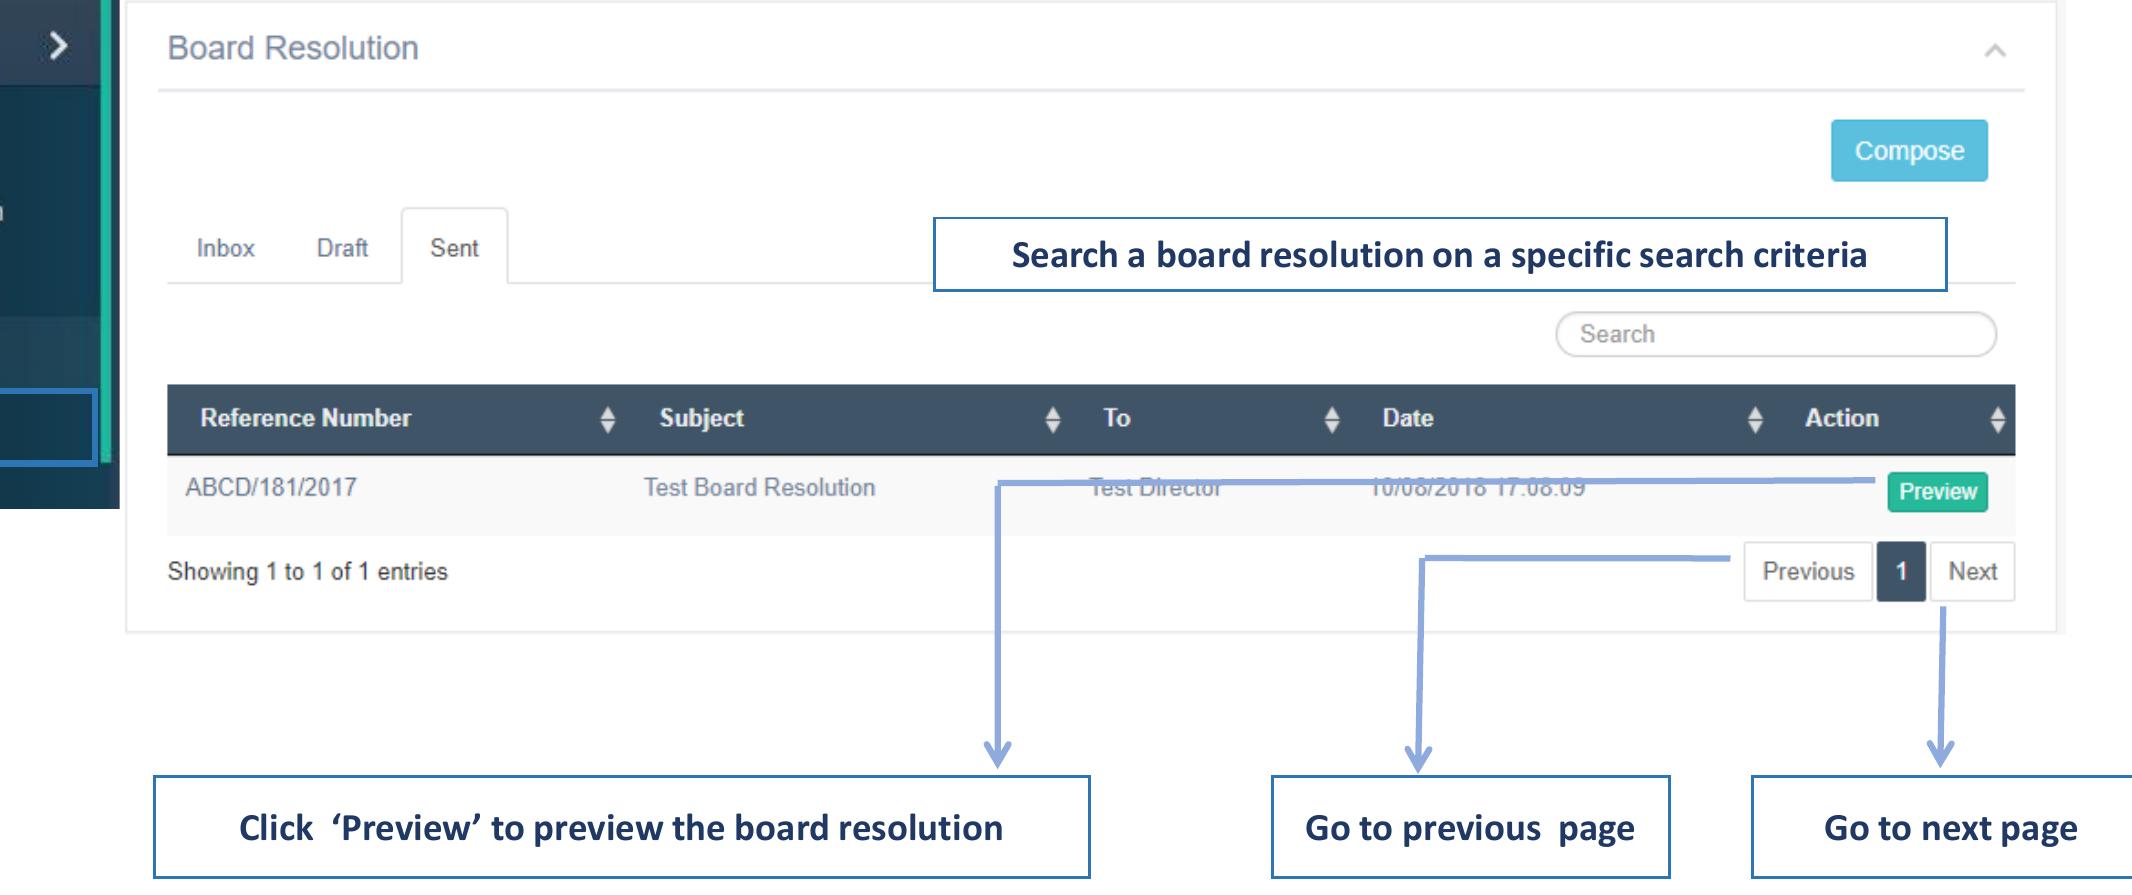 Board Resolution
Compose
Inbox Draft Sent
Search a board resolution on a specific search criteria
Search
Reference Number Subject To Date Action
ABCD/181/2017 Test Board Resolution Test Director 10/08/2018 17:08:09 Preview
Showing 1 to 1 of 1 entries Previous 1 Next
Click ‘Preview’ to preview the board resolution Go to previous page Go to next page